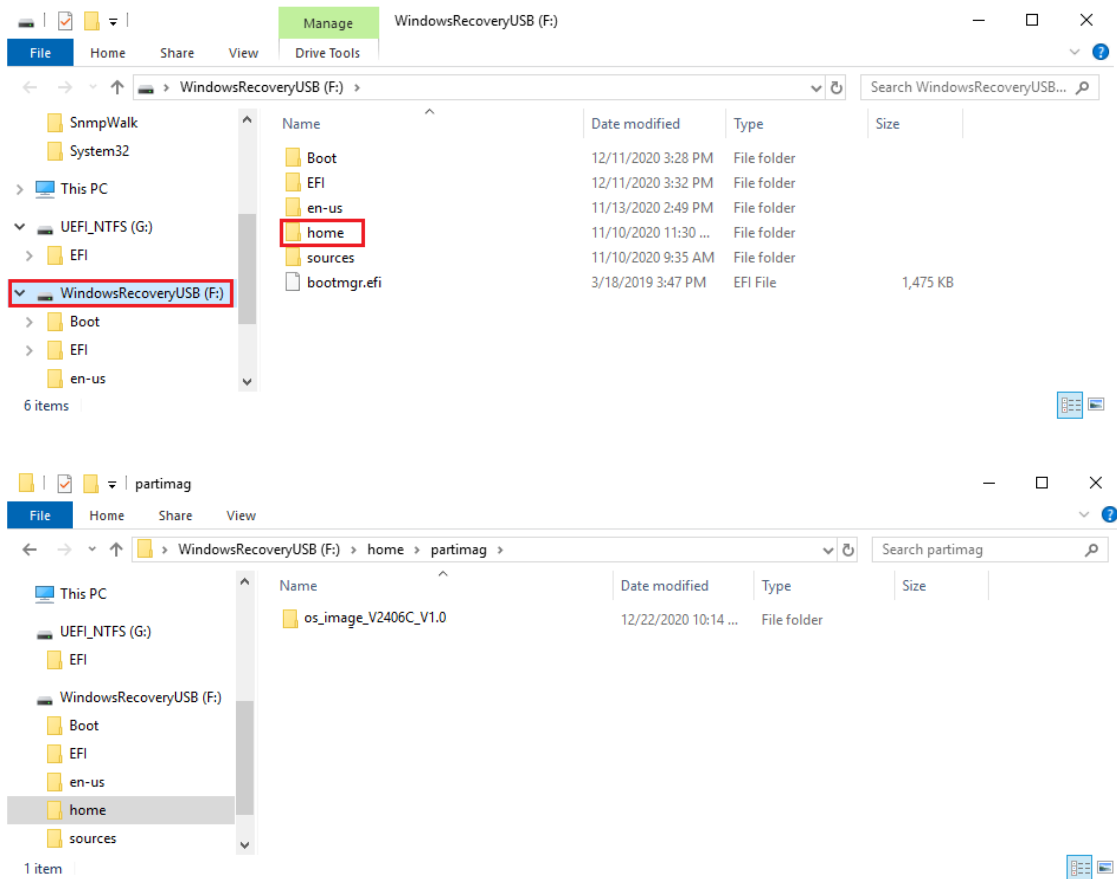 WindowsRecoveryUSB (F:)
Manage
File Home Share View Drive Tools
WindowsRecoveryUSB (F:)
Search WindowsRecoveryUSB...
SnmpWalk
System32
This PC
UEFI_NTFS (G:)
EFI
WindowsRecoveryUSB (F:)
Boot
EFI
en-us
Name Date modified Type Size
Boot 12/11/2020 3:28 PM File folder
EFI 12/11/2020 3:32 PM File folder
en-us 11/13/2020 2:49 PM File folder
home 11/10/2020 11:30 ... File folder
sources 11/10/2020 9:35 AM File folder
bootmgr.efi 3/18/2019 3:47 PM EFI File 1,475 KB
6 items
partimag
File Home Share View
WindowsRecoveryUSB (F:) home partimag
Search partimag
This PC
UEFI_NTFS (G:)
EFI
WindowsRecoveryUSB (F:)
Boot
EFI
en-us
home
sources
Name Date modified Type Size
os_image_V2406C_V1.0 12/22/2020 10:14 ... File folder
1 item